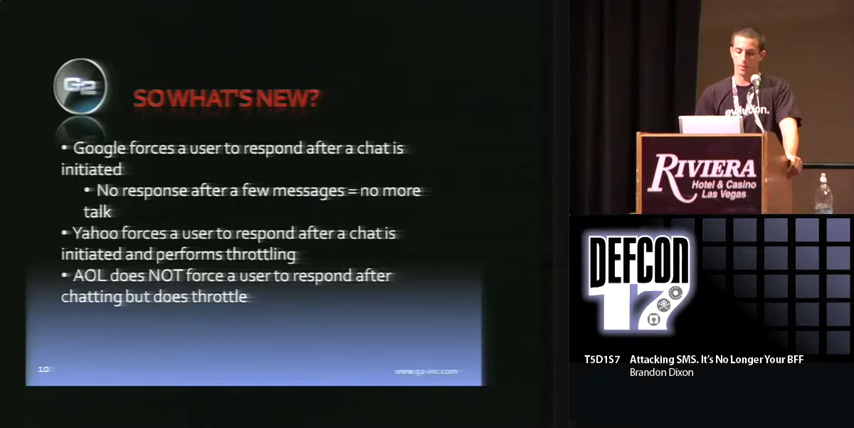 G2
SO WHAT'S NEW?
• Google forces a user to respond after a chat is
initiated
• No response after a few messages = no more
talk
• Yahoo forces a user to respond after a chat is
initiated and performs throttling
• AOL does NOT force a user to respond after
chatting but does throttle
10
www.g2-inc.com
evolution.
RIVIERA
Hotel & Casino
Las Vegas
DEFCON
17
T5D1S7 Attacking SMS. It's No Longer Your BFF
Brandon Dixon